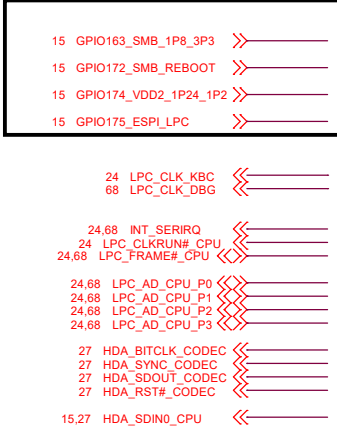 15 GPIO163_SMB_1P8_3P3
15 GPIO172_SMB_REBOOT
15 GPIO174_VDD2_1P24_1P2
15 GPIO175_ESPI_LPC
24 LPC_CLK_KBC
68 LPC_CLK_DBG
24,68 INT_SERIRQ
24 LPC_CLKRUN#_CPU
24,68 LPC_FRAME#_CPU
24,68 LPC_AD_CPU_P0
24,68 LPC_AD_CPU_P1
24,68 LPC_AD_CPU_P2
24,68 LPC_AD_CPU_P3
27 HDA_BITCLK_CODEC
27 HDA_SYNC_CODEC
27 HDA_SDOUT_CODEC
27 HDA_RST#_CODEC
15,27 HDA_SDIN0_CPU